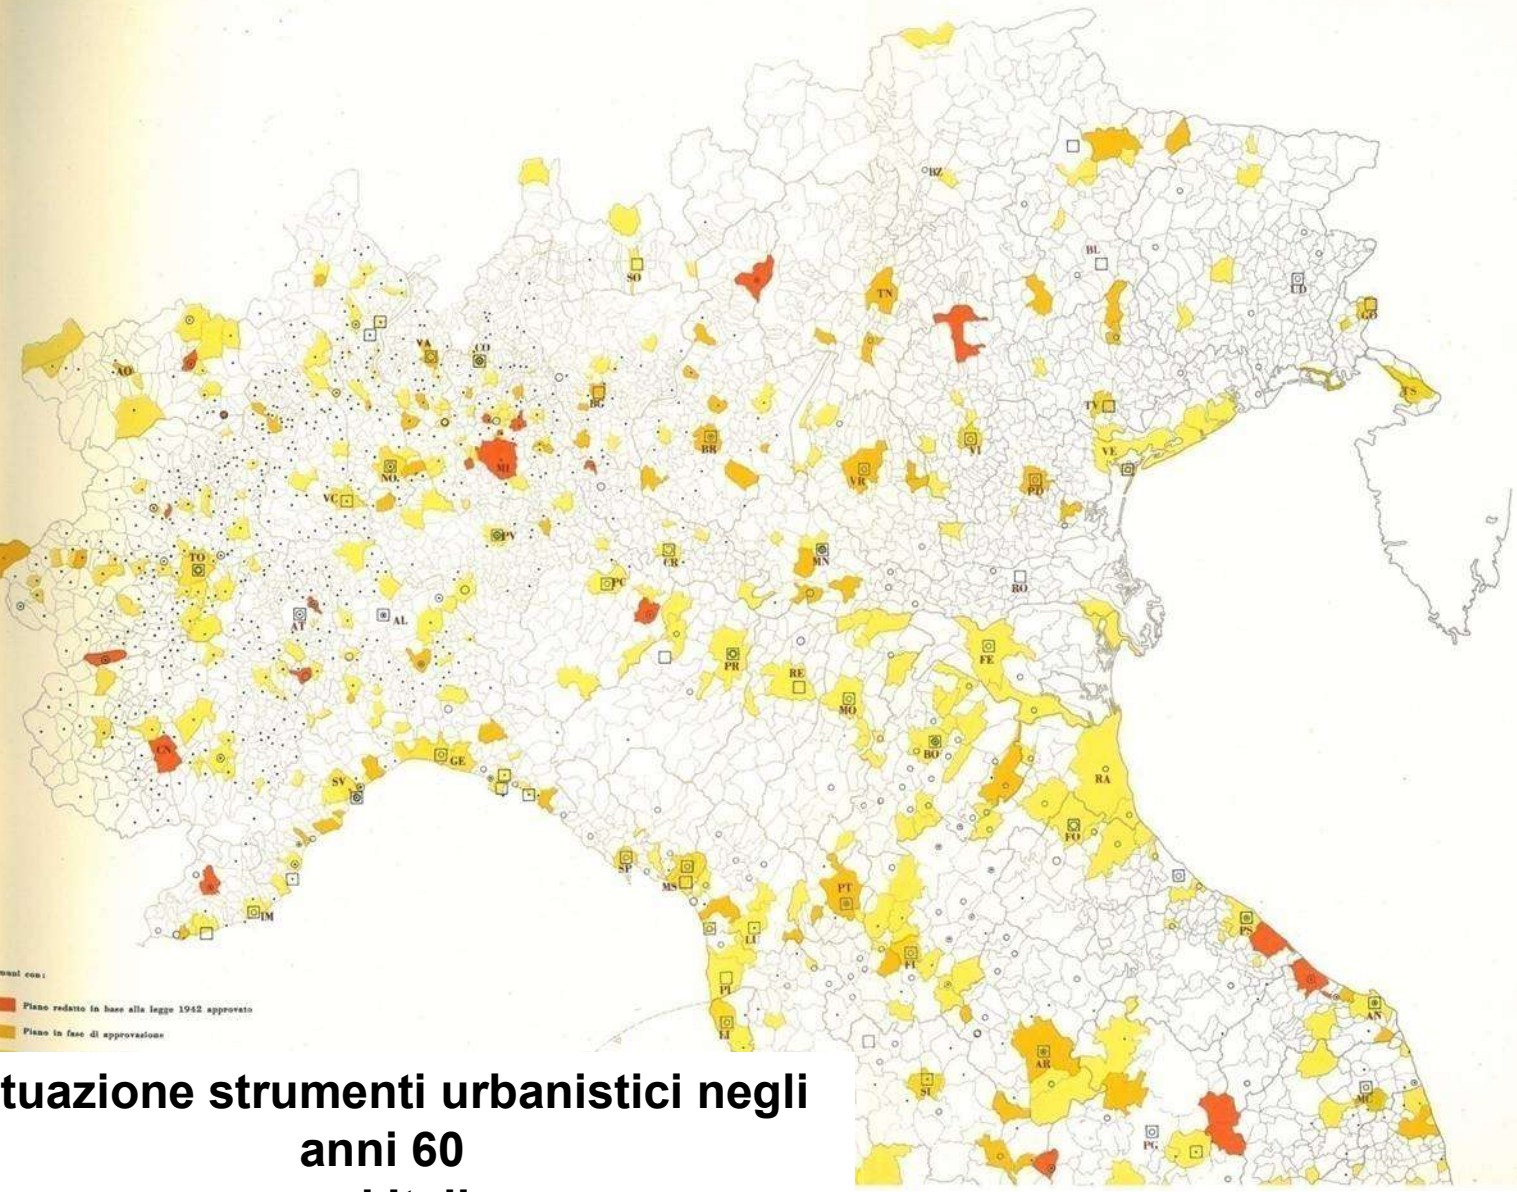 BZ
BL
SO
TN
UD
GO
AO
VA
CO
BG
TV
TS
BR
VI
VE
MI
NO
VR
PD
VC
PV
TO
CR
MN
PC
RO
AT
AL
PR
FE
RE
MO
CN
GE
BO
RA
SV
FO
SP
MS
PT
IM
LU
PS
FI
PI
AN
LI
AR
SI
MC
PG
con:
Piano redatto in base alla legge 1942 approvato
Piano in fase di approvazione
tuazione strumenti urbanistici negli
anni 60